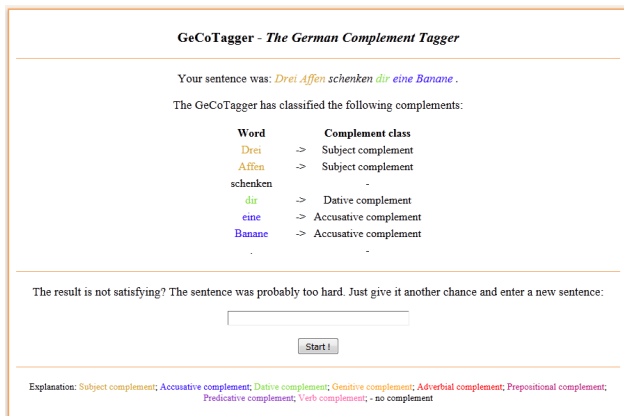 GeCoTagger - The German Complement Tagger
Your sentence was: Drei Affen schenken dir eine Banane .
The GeCoTagger has classified the following complements:
Word Complement class
Drei -> Subject complement
Affen -> Subject complement
schenken -
dir -> Dative complement
eine -> Accusative complement
Banane -> Accusative complement
. -
The result is not satisfying? The sentence was probably too hard. Just give it another chance and enter a new sentence:
Start !
Explanation: Subject complement; Accusative complement; Dative complement; Genitive complement; Adverbial complement; Prepositional complement;
Predicative complement; Verb complement; - no complement